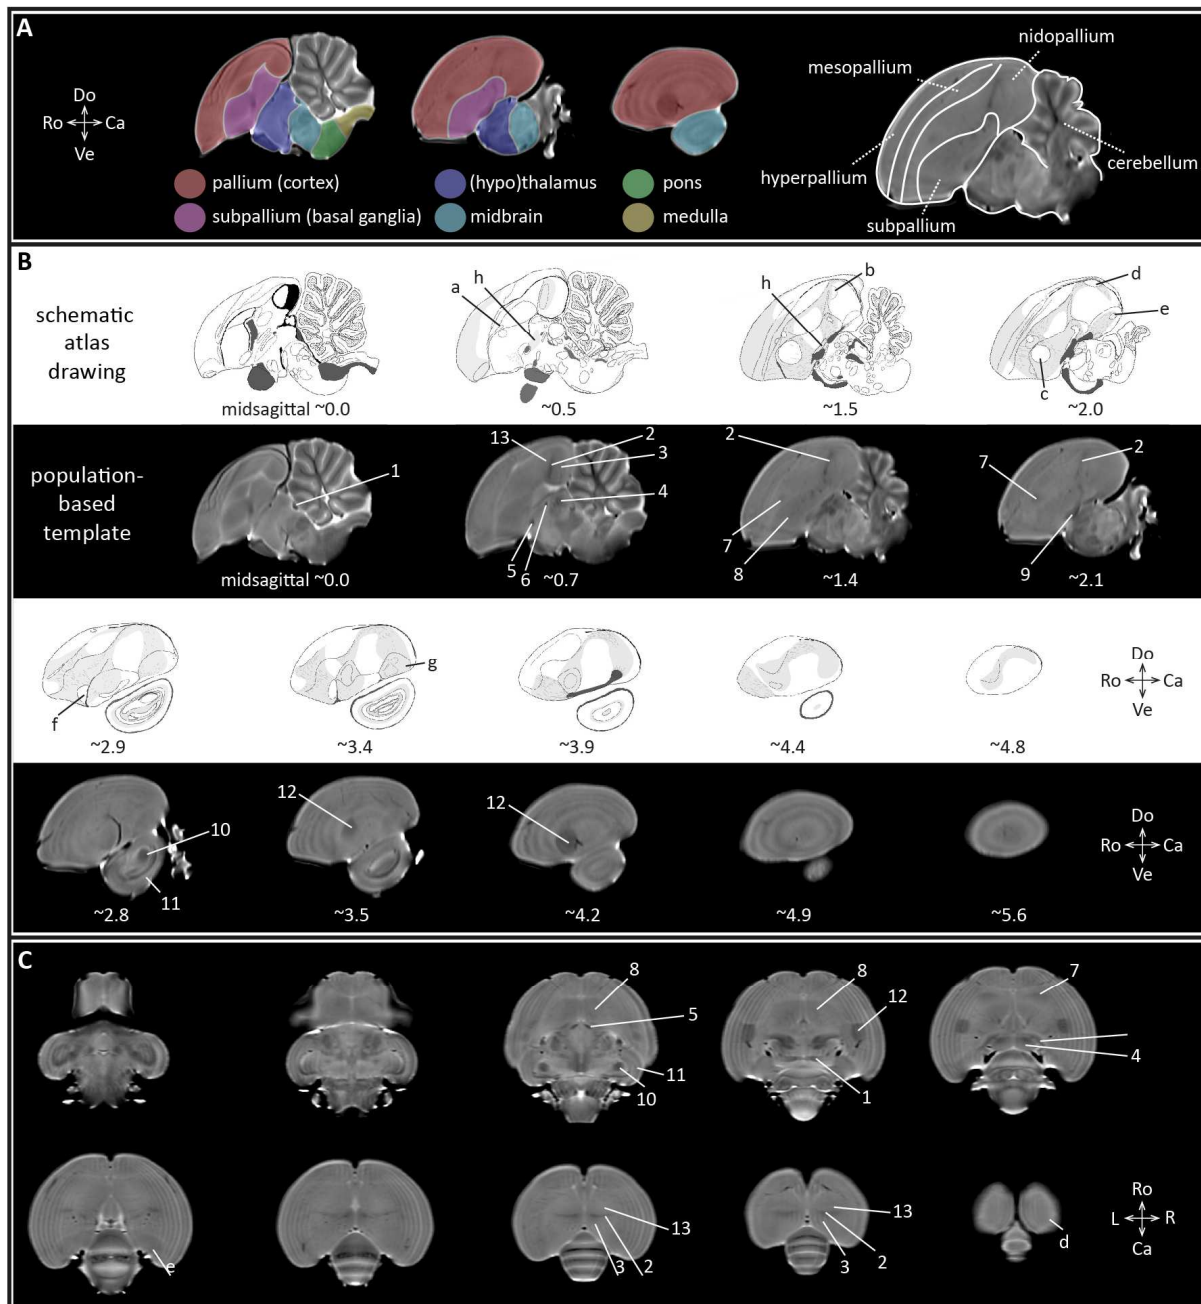 A
Do
Ro
Ca
Ve
pallium (cortex)
subpallium (basal ganglia)
(hypo)thalamus
midbrain
pons
medulla
nidopallium
mesopallium
hyperpallium
subpallium
cerebellum
B
schematic
atlas
drawing
midsagittal ~0.0
a
h
~0.5
h
b
~1.5
d
e
c
~2.0
population-
based
template
1
midsagittal ~0.0
13
2
3
4
5
6
~0.7
2
7
8
~1.4
7
2
9
~2.1
f
~2.9
g
~3.4
~3.9
~4.4
~4.8
Do
Ro
Ca
Ve
10
11
~2.8
12
~3.5
12
~4.2
~4.9
~5.6
Do
Ro
Ca
Ve
C
8
5
11
10
8
12
1
7
4
e
13
3
2
13
3
2
d
Ro
L
R
Ca